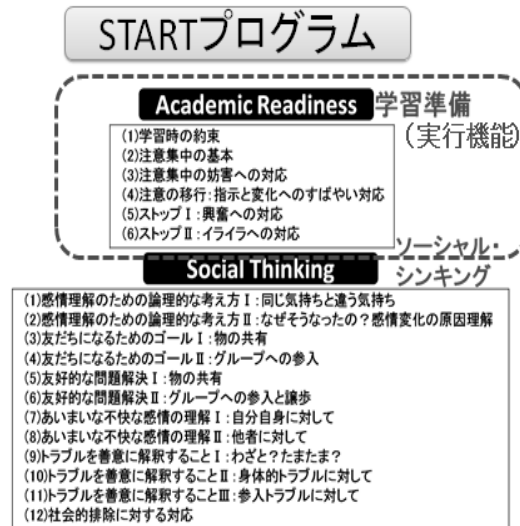 STARTプログラム
Academic Readiness 学習準備
(実行機能)
(1)学習時の約束
(2)注意集中の基本
(3)注意集中の妨害への対応
(4)注意の移行:指示と変化へのすばやい対応
(5)ストップⅠ:興奮への対応
(6)ストップⅡ:イライラへの対応
Social Thinking ソーシャル・
シンキング
(1)感情理解のための論理的な考え方Ⅰ:同じ気持ちと違う気持ち
(2)感情理解のための論理的な考え方Ⅱ:なぜそうなったの?感情変化の原因理解
(3)友だちになるためのゴールⅠ:物の共有
(4)友だちになるためのゴールⅡ:グループへの参入
(5)友好的な問題解決Ⅰ:物の共有
(6)友好的な問題解決Ⅱ:グループへの参入と譲歩
(7)あいまいな不快な感情の理解Ⅰ:自分自身に対して
(8)あいまいな不快な感情の理解Ⅱ:他者に対して
(9)トラブルを善意に解釈することⅠ:わざと?たまたま?
(10)トラブルを善意に解釈することⅡ:身体的トラブルに対して
(11)トラブルを善意に解釈することⅢ:参入トラブルに対して
(12)社会的排除に対する対応